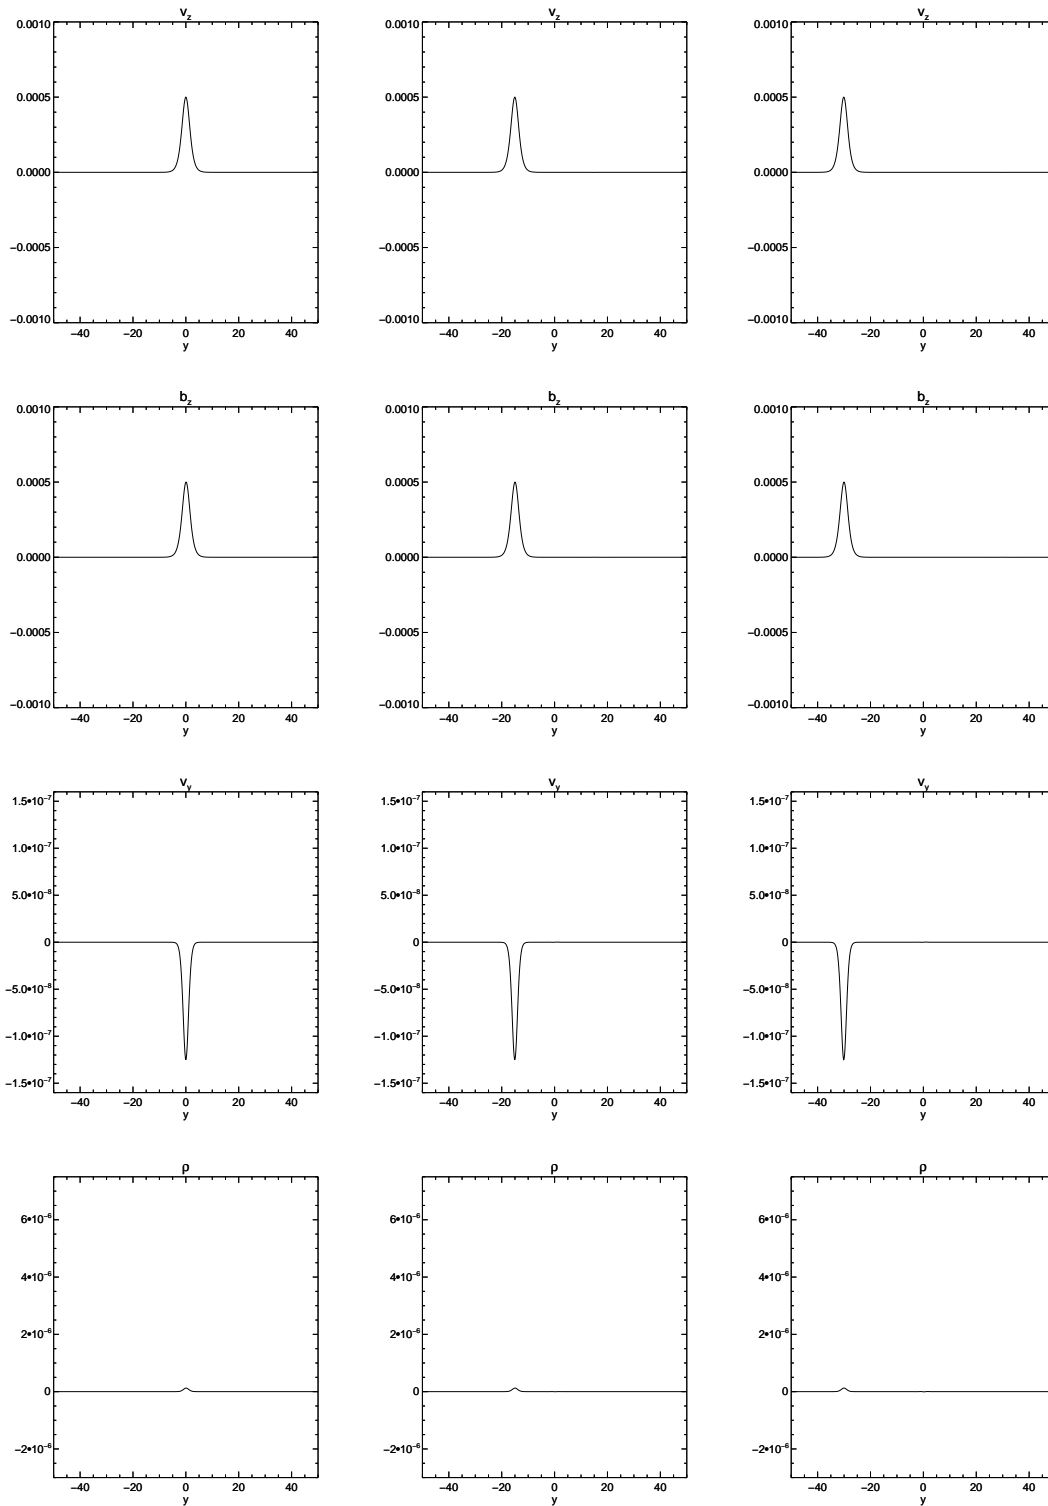 v_z v_z v_z
0.0010 0.0010 0.0010
0.0005 0.0005 0.0005
0.0000 0.0000 0.0000
−0.0005 −0.0005 −0.0005
−0.0010 −0.0010 −0.0010
−40 −20 0 20 40 −40 −20 0 20 40 −40 −20 0 20 40
y y y
b_z b_z b_z
0.0010 0.0010 0.0010
0.0005 0.0005 0.0005
0.0000 0.0000 0.0000
−0.0005 −0.0005 −0.0005
−0.0010 −0.0010 −0.0010
−40 −20 0 20 40 −40 −20 0 20 40 −40 −20 0 20 40
y y y
v_y v_y v_y
1.5•10⁻⁷ 1.5•10⁻⁷ 1.5•10⁻⁷
1.0•10⁻⁷ 1.0•10⁻⁷ 1.0•10⁻⁷
5.0•10⁻⁸ 5.0•10⁻⁸ 5.0•10⁻⁸
0 0 0
−5.0•10⁻⁸ −5.0•10⁻⁸ −5.0•10⁻⁸
−1.0•10⁻⁷ −1.0•10⁻⁷ −1.0•10⁻⁷
−1.5•10⁻⁷ −1.5•10⁻⁷ −1.5•10⁻⁷
−40 −20 0 20 40 −40 −20 0 20 40 −40 −20 0 20 40
y y y
ρ ρ ρ
6•10⁻⁶ 6•10⁻⁶ 6•10⁻⁶
4•10⁻⁶ 4•10⁻⁶ 4•10⁻⁶
2•10⁻⁶ 2•10⁻⁶ 2•10⁻⁶
0 0 0
−2•10⁻⁶ −2•10⁻⁶ −2•10⁻⁶
−40 −20 0 20 40 −40 −20 0 20 40 −40 −20 0 20 40
y y y